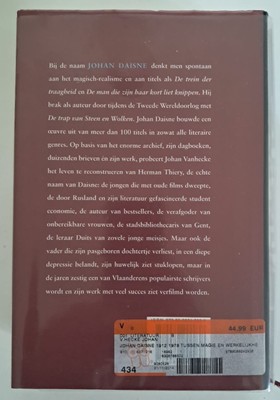 Bij de naam JOHAN DAISNE denkt men spontaan
aan het magisch-realisme en aan titels als De trein der
traagheid en De man die zijn haar kort liet knippen. Hij
brak als auteur door tijdens de Tweede Wereldoorlog met
De trap van Steen en Wolken. Johan Daisne bouwde een
œuvre uit van meer dan 100 titels in zowat alle literaire
genres. Op basis van het enorme archief, zijn dagboeken,
duizenden brieven én zijn werk, probeert Johan Vanhecke
het leven te reconstrueren van Herman Thiery, de echte
naam van Daisne: de jongen die met oude films dweepte,
de door Rusland en zijn literatuur gefascineerde student
economie, de auteur van bestsellers, de verafgoder van
onbereikbare vrouwen, de stadsbibliothecaris van Gent,
de leraar Duits van zovele jonge meisjes. Maar ook de
vader die zijn pasgeboren dochtertje verliest, in een diepe
depressie belandt, zijn huwelijk ziet stuklopen, maar in
de jaren zestig een van Vlaanderens populairste schrijvers
wordt en zijn werk met veel succes ziet verfilmd worden.
V
44,99 EUR
LITERATUUR
JOHAN
JOHAN DAISNE 1912-1978 TUSSEN MAGIE EN WERKELIJKHE
434